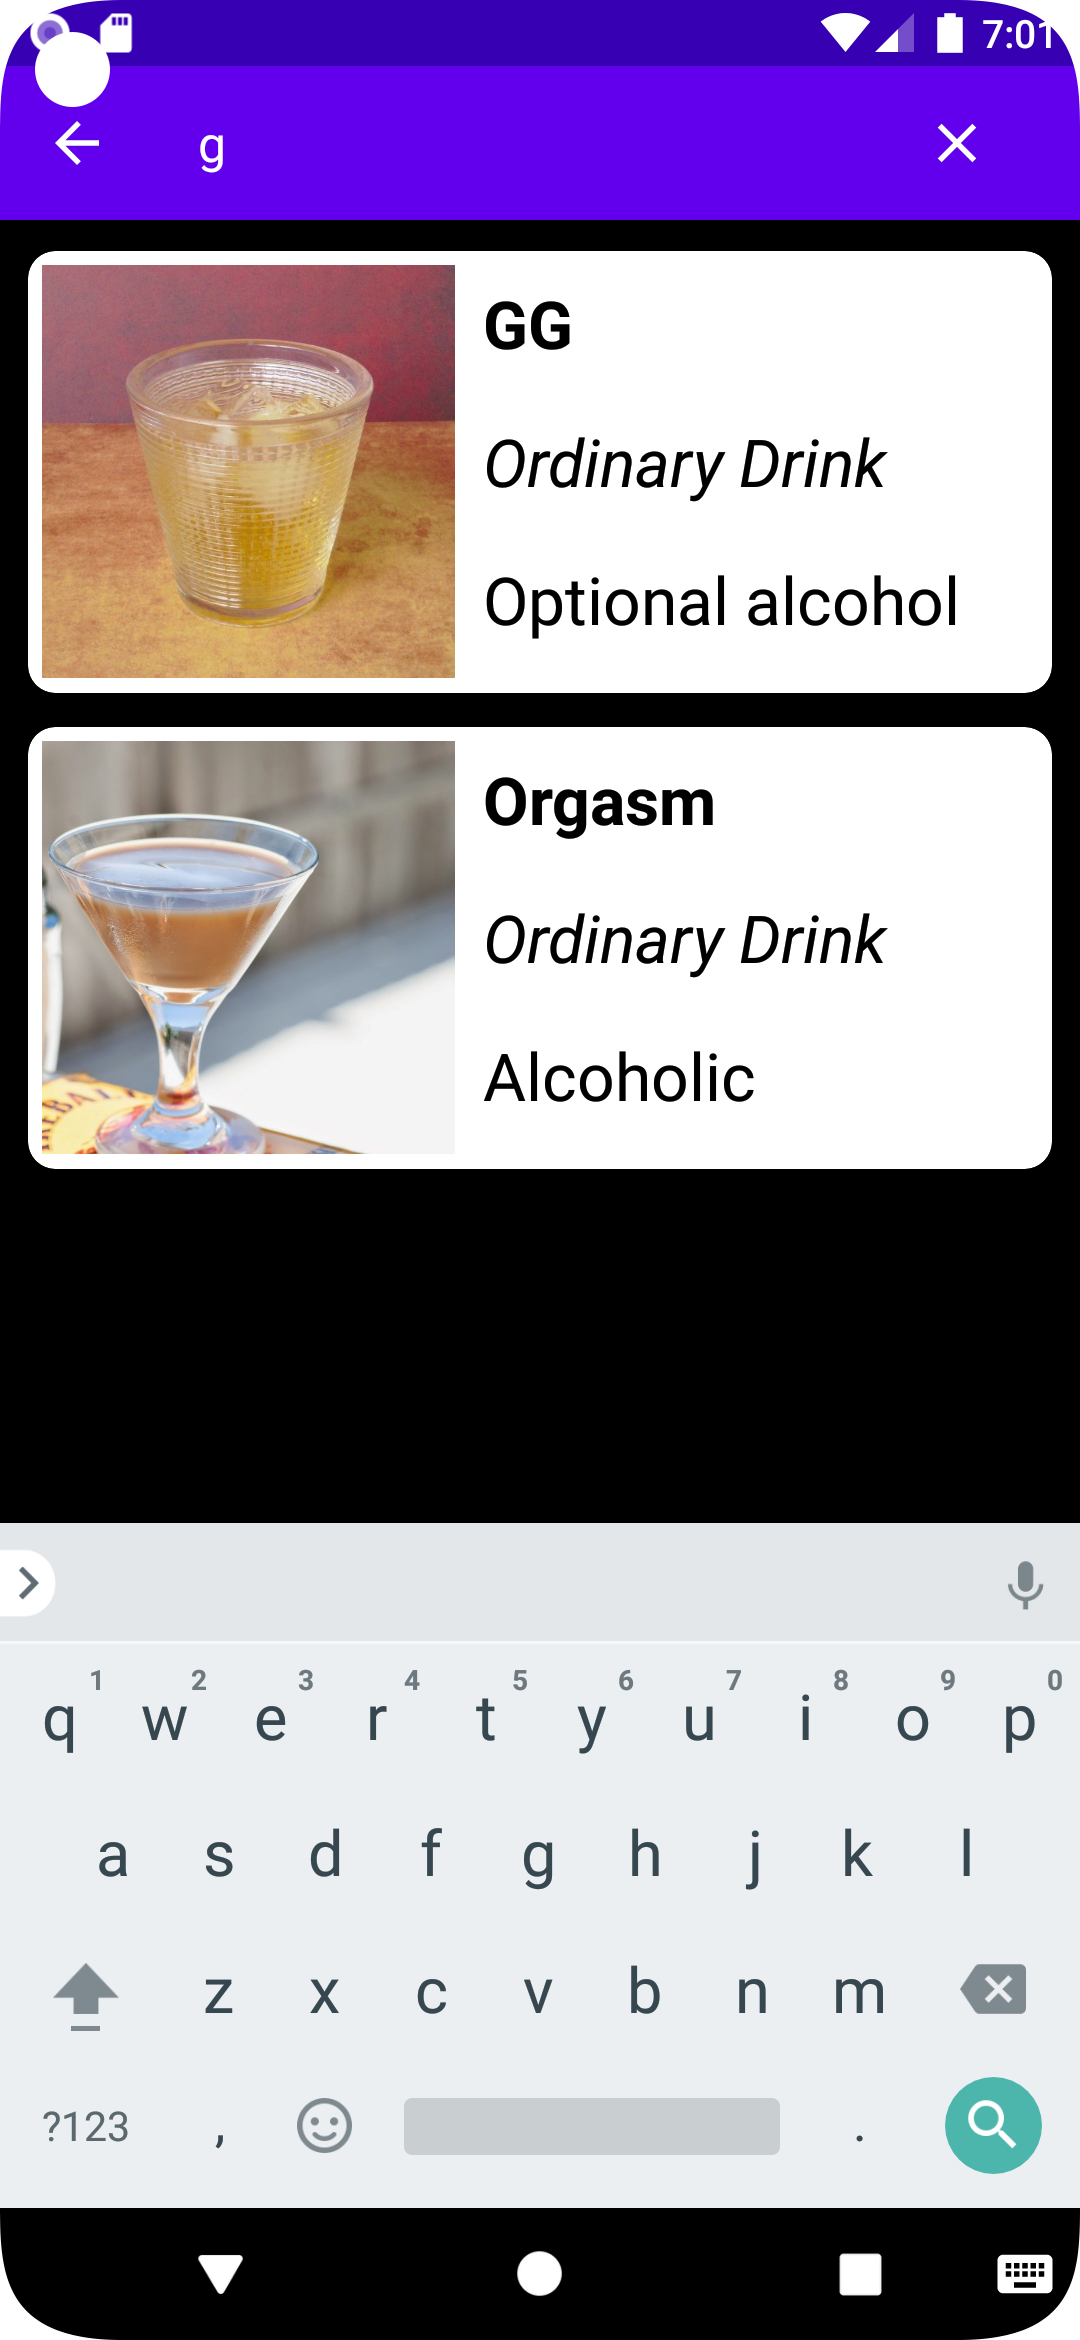 7:01
g
GG
Ordinary Drink
Optional alcohol
Orgasm
Ordinary Drink
Alcoholic
1 2 3 4 5 6 7 8 9 0
q w e r t y u i o p
a s d f g h j k l
z x c v b n m
?123 , .